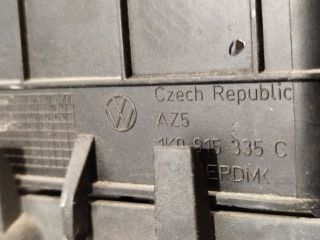 Czech Republic
AZ5
1K0 915 335 C
EPDM<